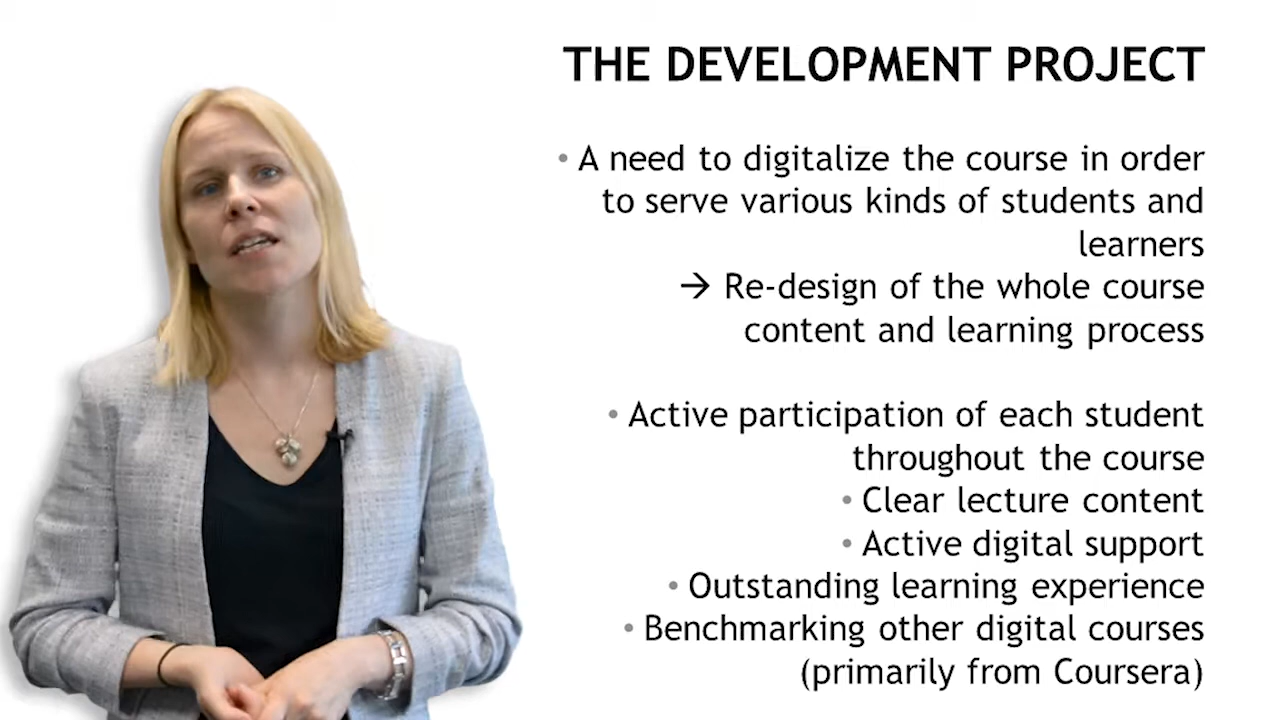 THE DEVELOPMENT PROJECT
• A need to digitalize the course in order
to serve various kinds of students and
learners
→ Re-design of the whole course
content and learning process
• Active participation of each student
throughout the course
• Clear lecture content
• Active digital support
• Outstanding learning experience
• Benchmarking other digital courses
(primarily from Coursera)